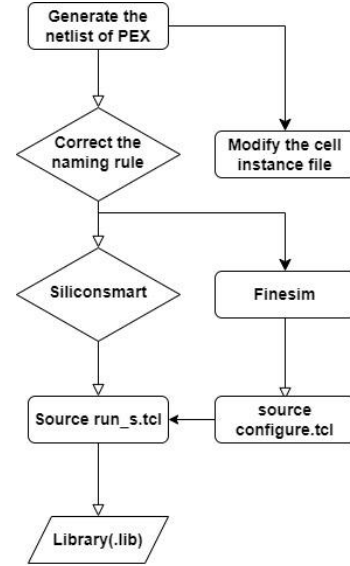 Generate the
netlist of PEX
Correct the
naming rule
Modify the cell
instance file
Siliconsmart
Finesim
Source run_s.tcl
source
configure.tcl
Library(.lib)